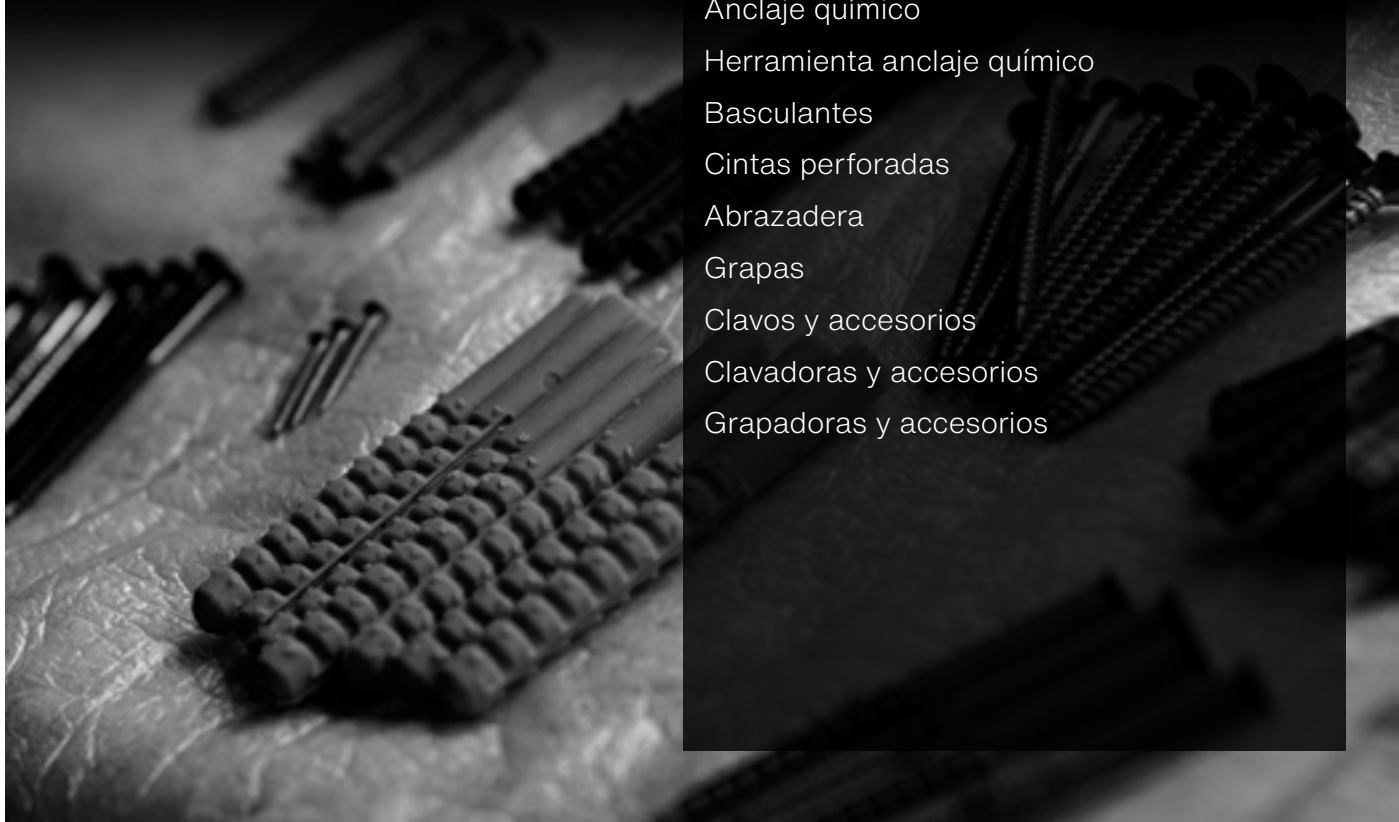 Anclaje químico
Herramienta anclaje químico
Basculantes
Cintas perforadas
Abrazadera
Grapas
Clavos y accesorios
Clavadoras y accesorios
Grapadoras y accesorios